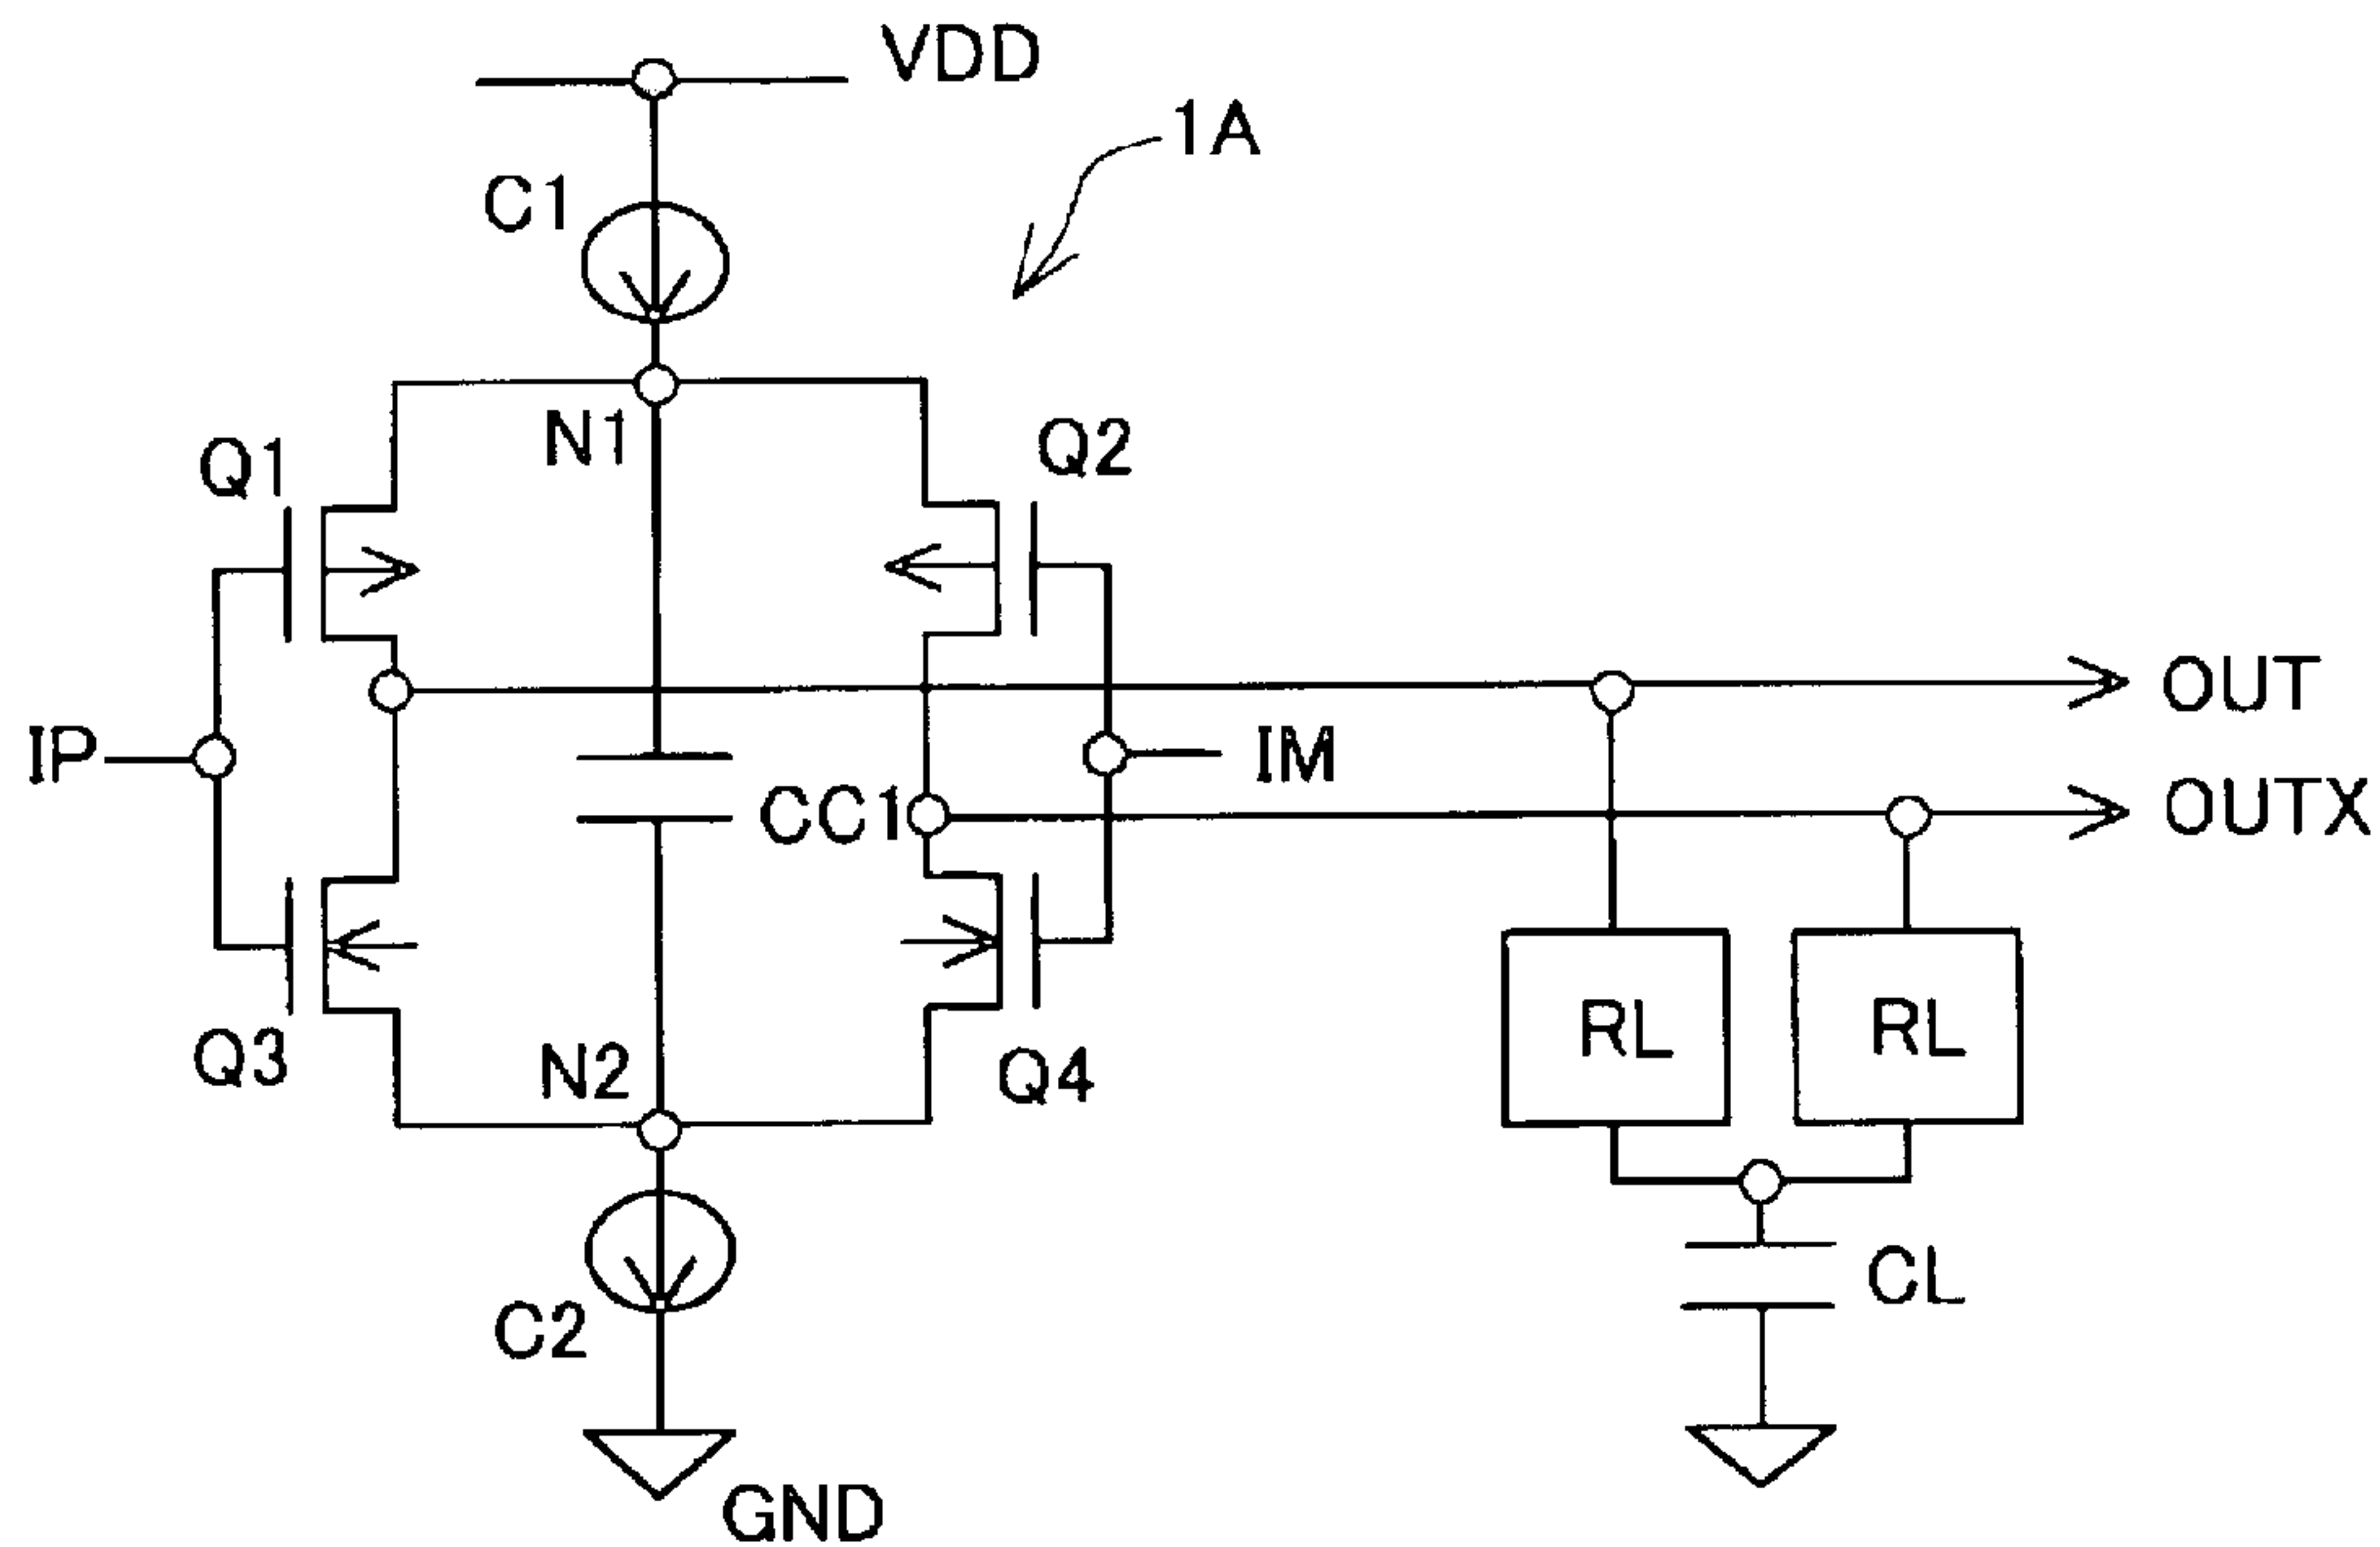 VDD
1A
C1
N1
Q1
Q2
OUT
IP
IM
CC1
OUTX
RL
RL
Q3
N2
Q4
CL
C2
GND